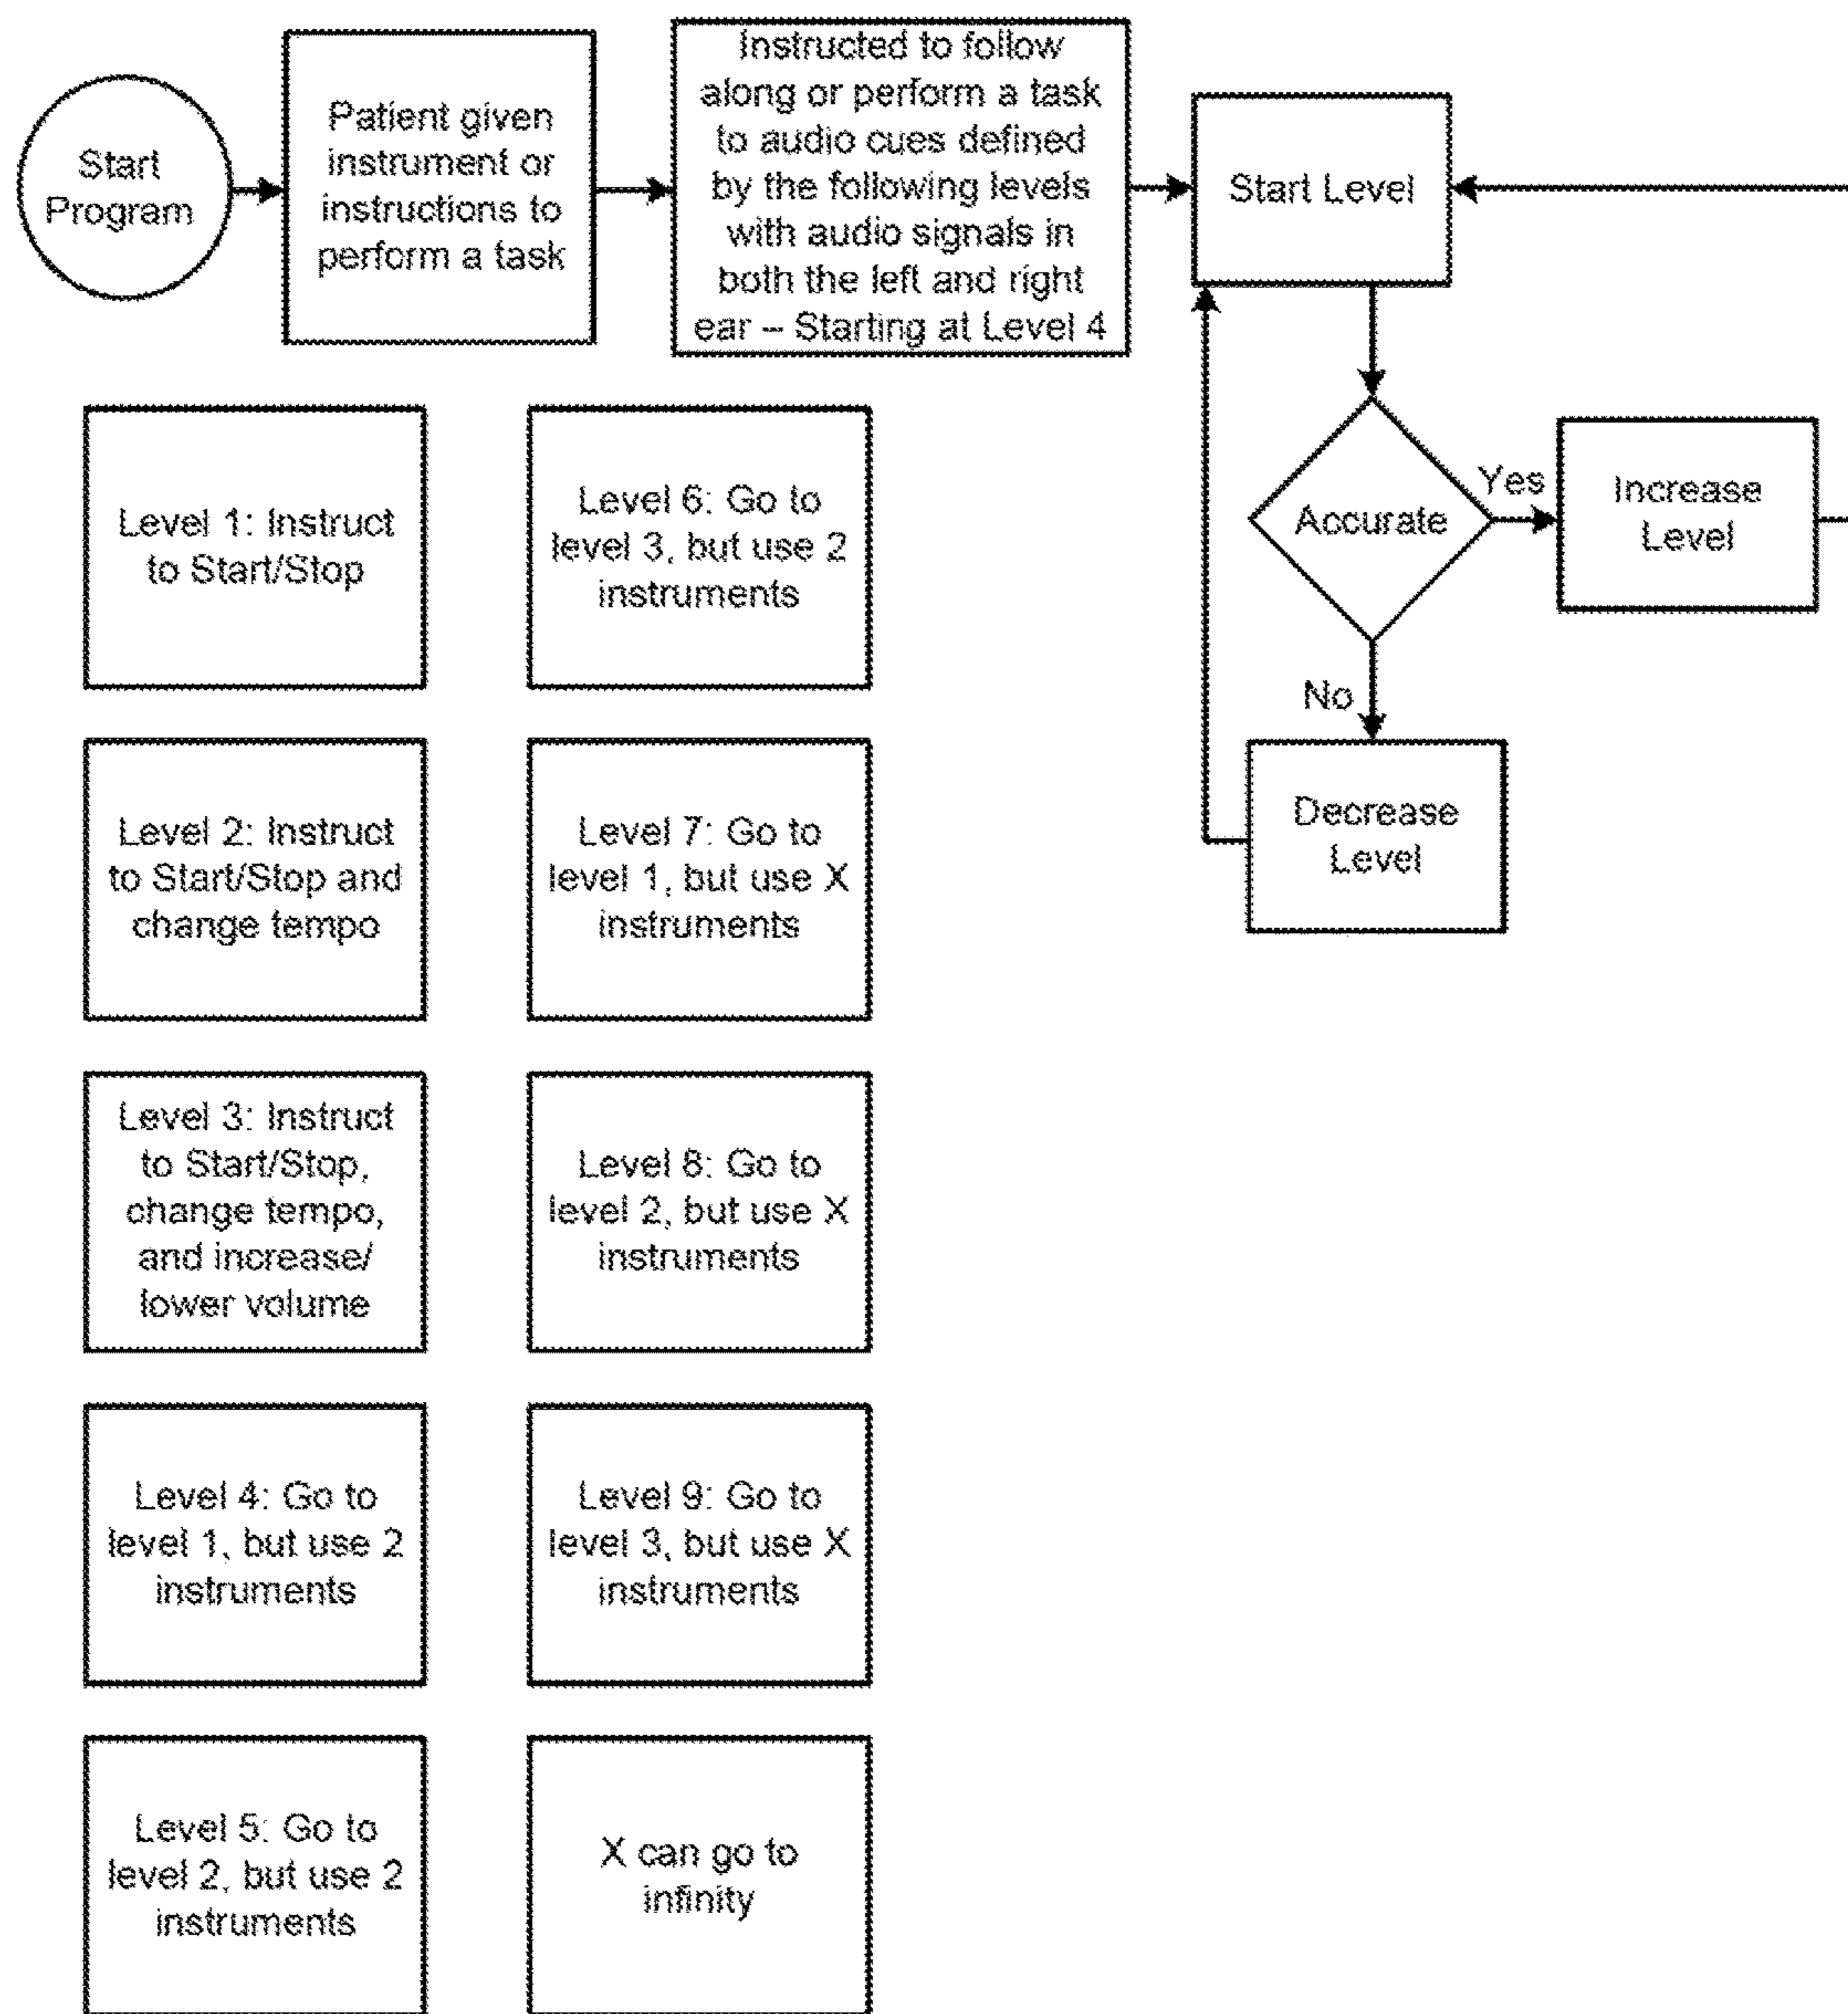 Start
Program
Patient given
instrument or
instructions to
perform a task
Instructed to follow
along or perform a task
to audio cues defined
by the following levels
with audio signals in
both the left and right
ear – Starting at Level 4
Start Level
Accurate
Yes
Increase
Level
No
Decrease
Level
Level 1: Instruct
to Start/Stop
Level 2: Instruct
to Start/Stop and
change tempo
Level 3: Instruct
to Start/Stop,
change tempo,
and increase/
lower volume
Level 4: Go to
level 1, but use 2
instruments
Level 5: Go to
level 2, but use 2
instruments
Level 6: Go to
level 3, but use 2
instruments
Level 7: Go to
level 1, but use X
instruments
Level 8: Go to
level 2, but use X
instruments
Level 9: Go to
level 3, but use X
instruments
X can go to
infinity